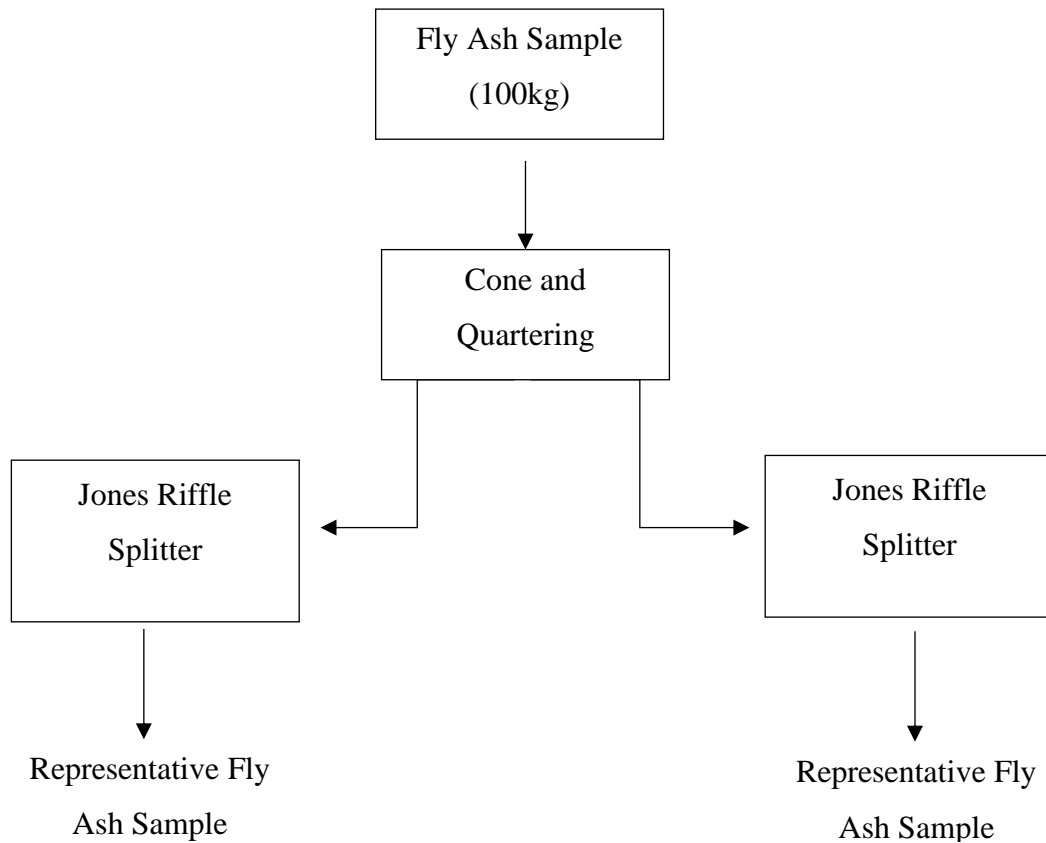 Fly Ash Sample
(100kg)
Cone and
Quartering
Jones Riffle
Splitter
Jones Riffle
Splitter
Representative Fly
Ash Sample
Representative Fly
Ash Sample